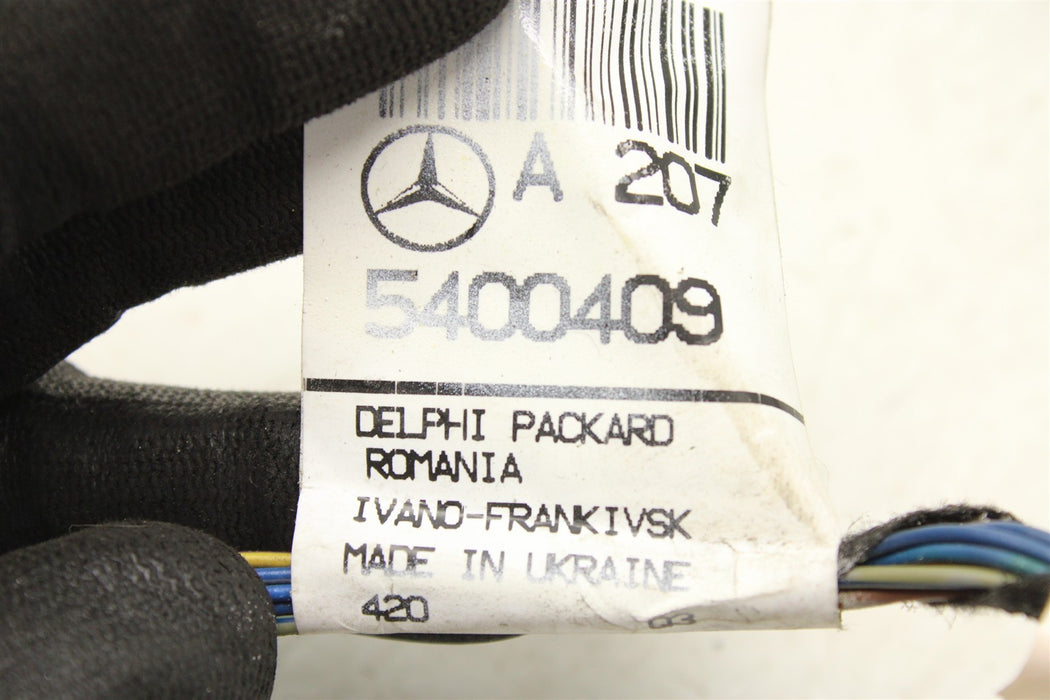 A 207
5400409
DELPHI PACKARD
ROMANIA
IVANO-FRANKIVSK
MADE IN UKRAINE
420 03